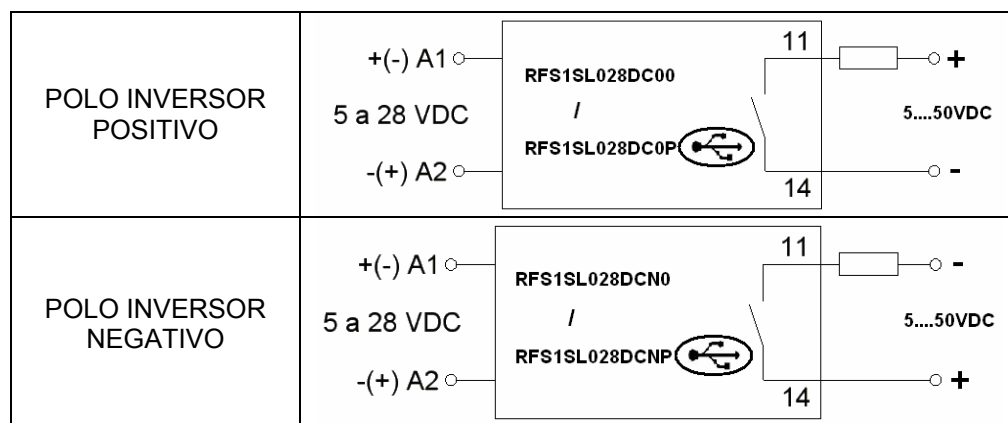 POLO INVERSOR
POSITIVO
+(-) A1
5 a 28 VDC
-(+) A2
RFS1SL028DC00
/
RFS1SL028DC0P
11
14
+
5....50VDC
-
POLO INVERSOR
NEGATIVO
+(-) A1
5 a 28 VDC
-(+) A2
RFS1SL028DCN0
/
RFS1SL028DCNP
11
14
-
5....50VDC
+